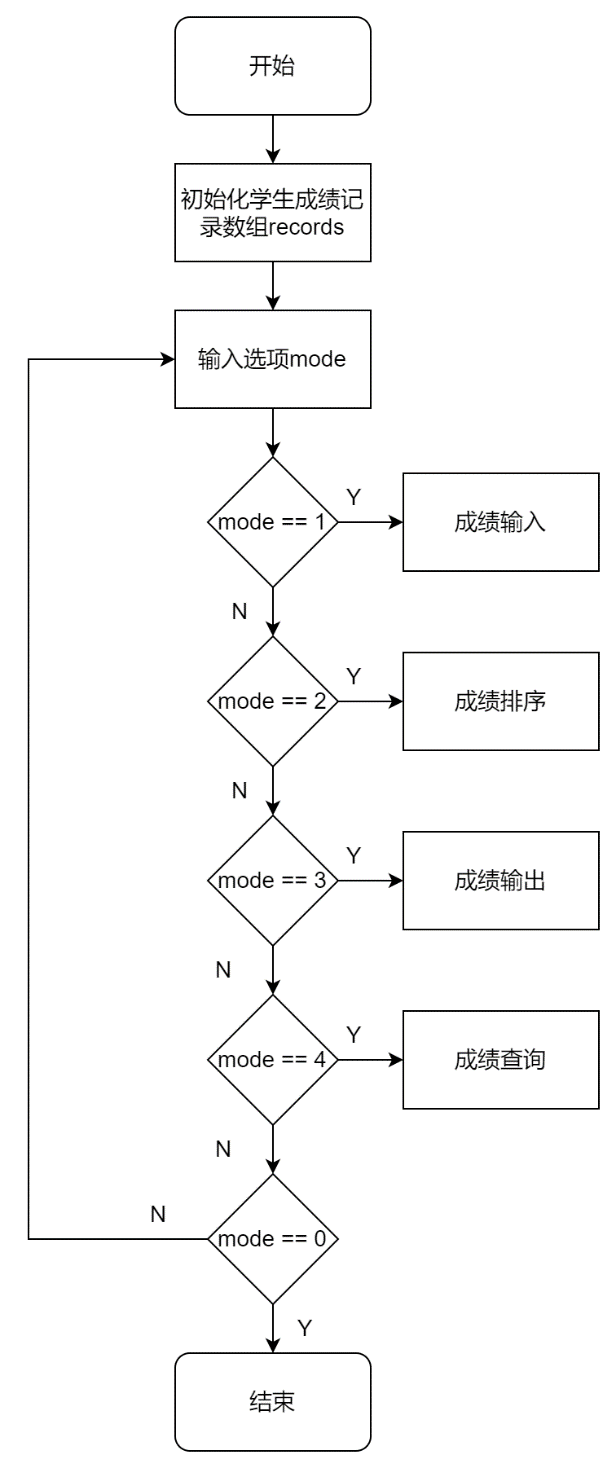 开始
初始化学生成绩记
录数组records
输入选项mode
mode == 1
Y
成绩输入
N
mode == 2
Y
成绩排序
N
mode == 3
Y
成绩输出
N
mode == 4
Y
成绩查询
N
N
mode == 0
Y
结束